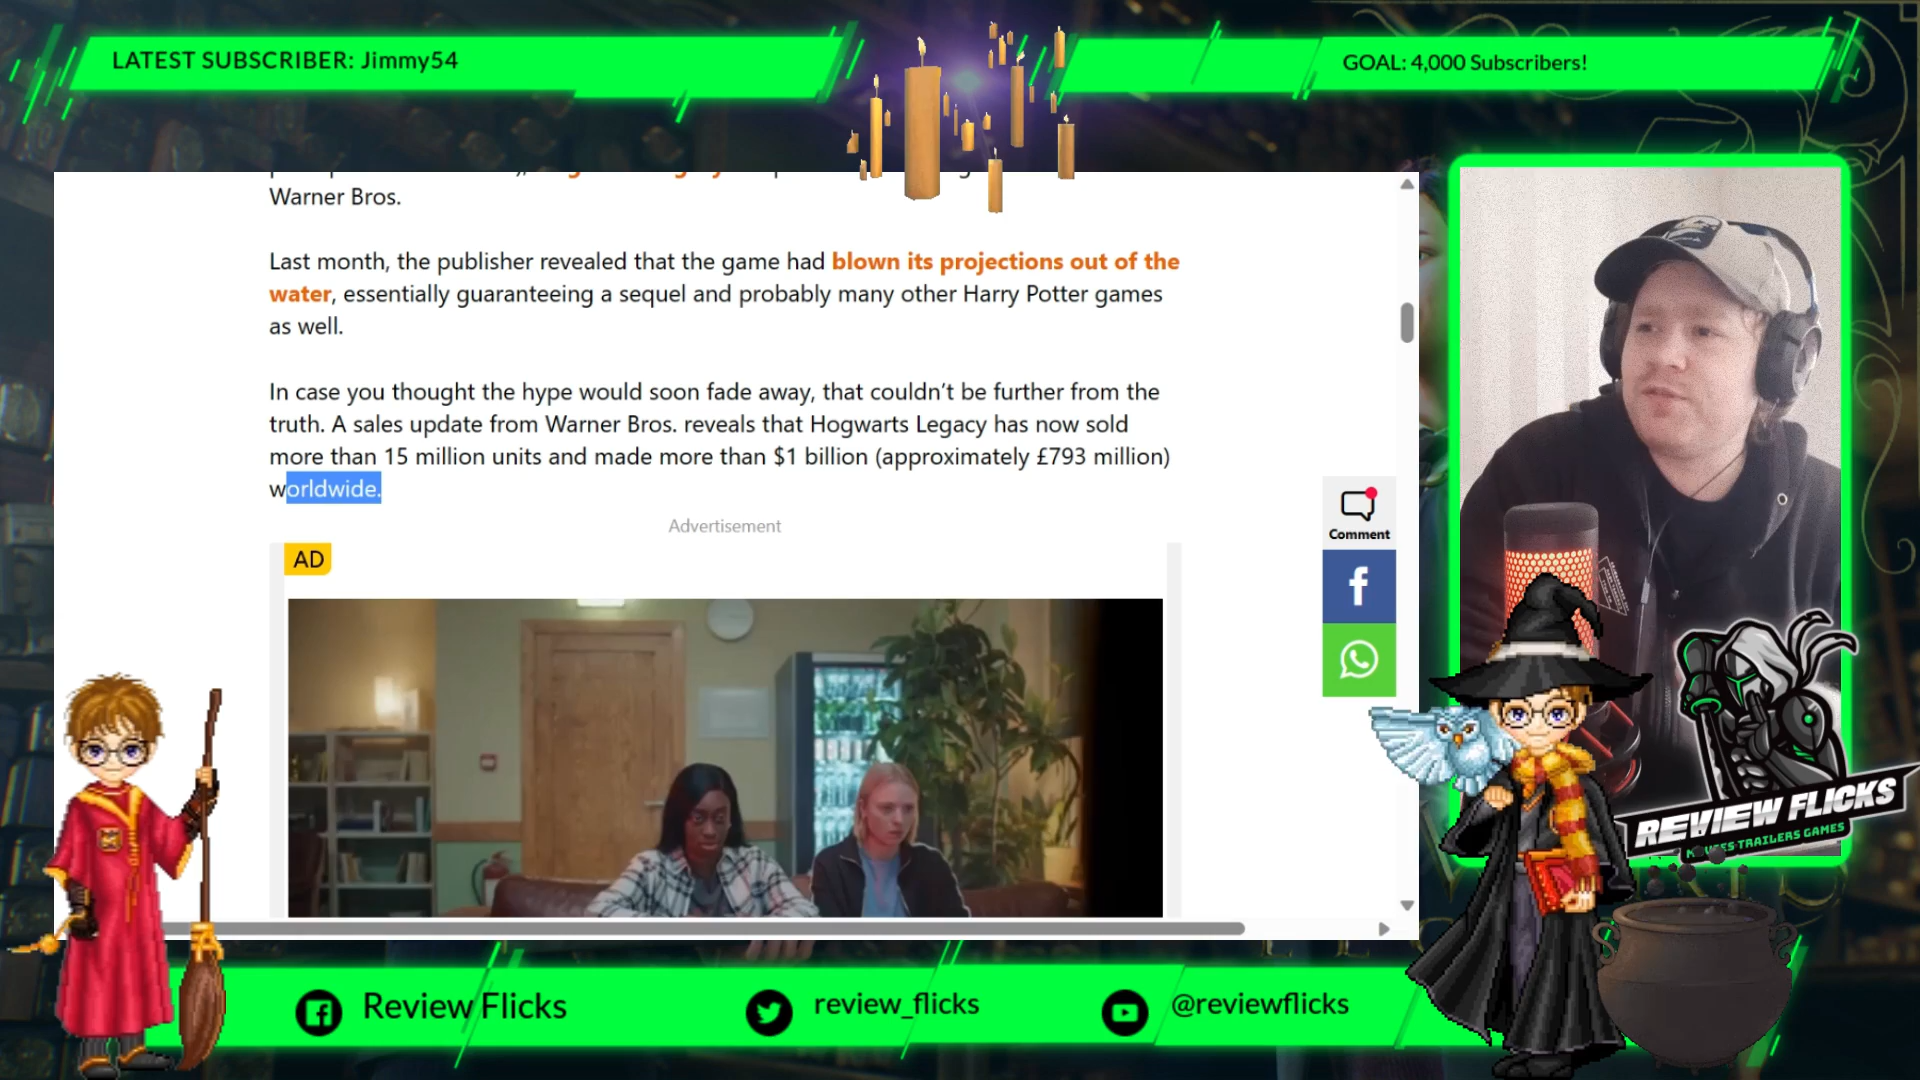 LATEST SUBSCRIBER: Jimmy54
GOAL: 4,000 Subscribers!
Warner Bros.
Last month, the publisher revealed that the game had blown its projections out of the
water, essentially guaranteeing a sequel and probably many other Harry Potter games
as well.
In case you thought the hype would soon fade away, that couldn’t be further from the
truth. A sales update from Warner Bros. reveals that Hogwarts Legacy has now sold
more than 15 million units and made more than $1 billion (approximately £793 million)
worldwide.
Advertisement
AD
Comment
REVIEW FLICKS
TRAILERS GAMES
Review Flicks
review_flicks
@reviewflicks